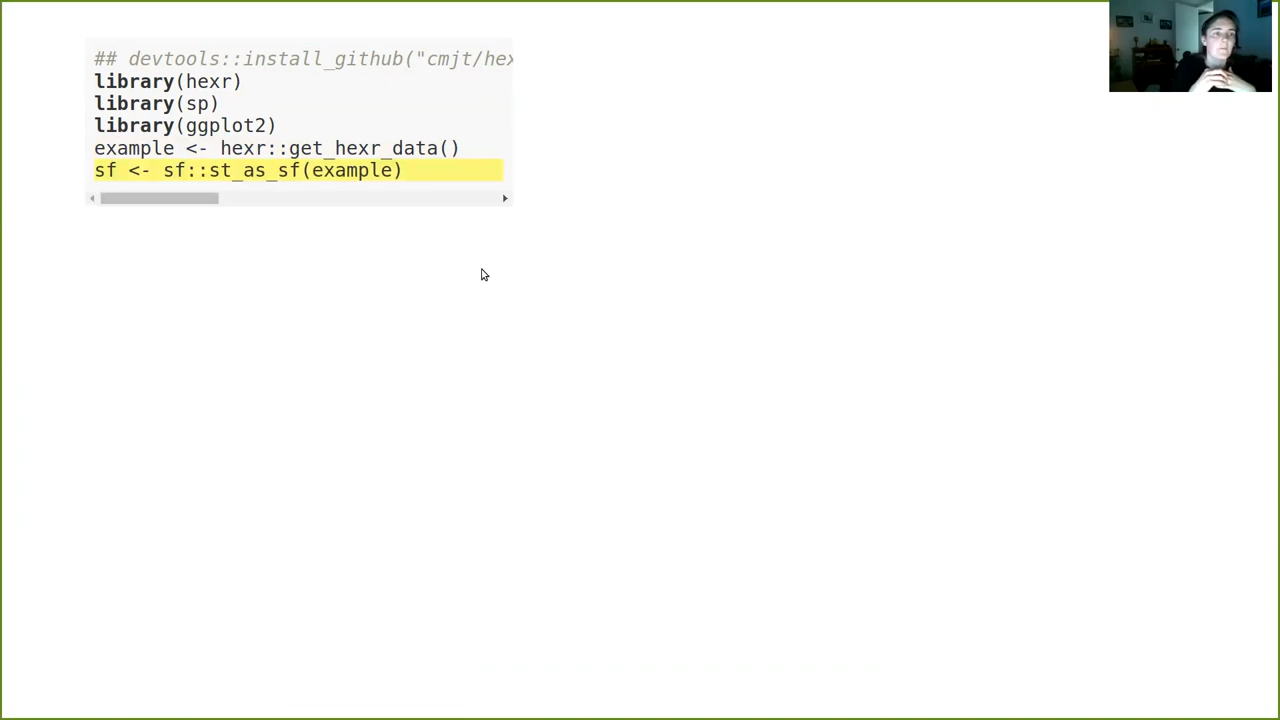 ## devtools::install_github("cmjt/hex
library(hexr)
library(sp)
library(ggplot2)
example <- hexr::get_hexr_data()
sf <- sf::st_as_sf(example)